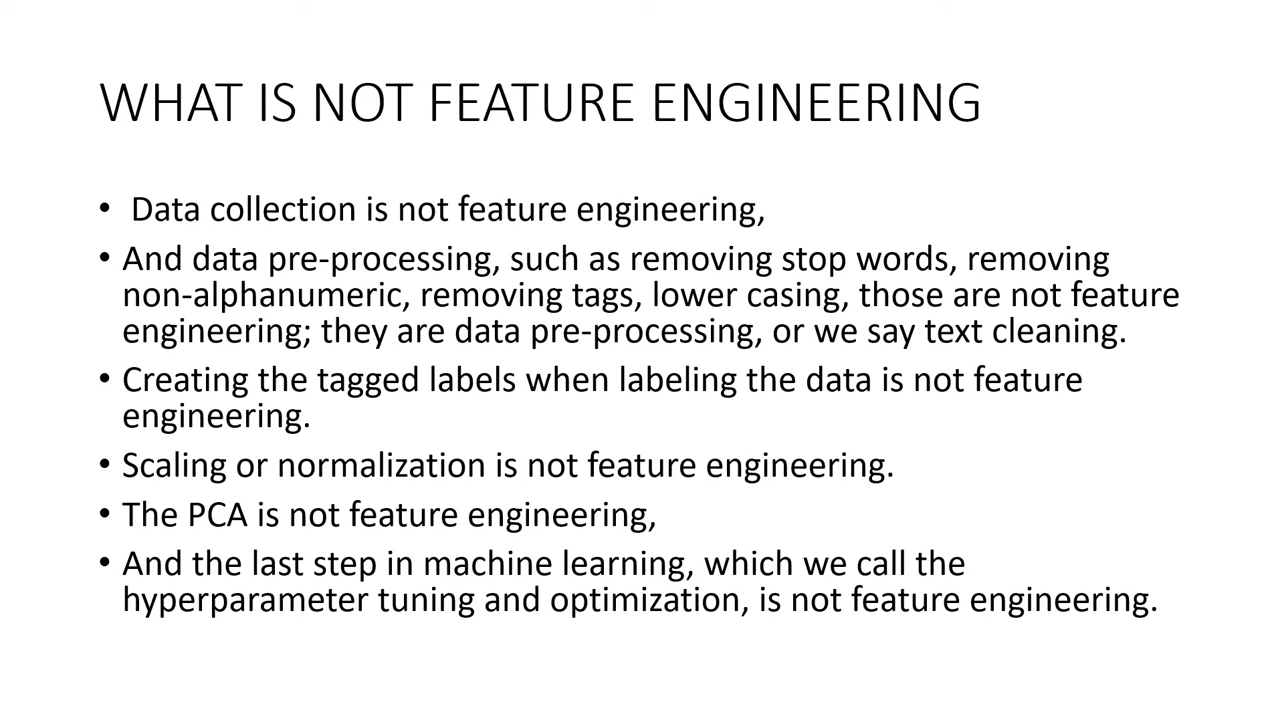 WHAT IS NOT FEATURE ENGINEERING
• Data collection is not feature engineering,
• And data pre-processing, such as removing stop words, removing
non-alphanumeric, removing tags, lower casing, those are not feature
engineering; they are data pre-processing, or we say text cleaning.
• Creating the tagged labels when labeling the data is not feature
engineering.
• Scaling or normalization is not feature engineering.
• The PCA is not feature engineering,
• And the last step in machine learning, which we call the
hyperparameter tuning and optimization, is not feature engineering.